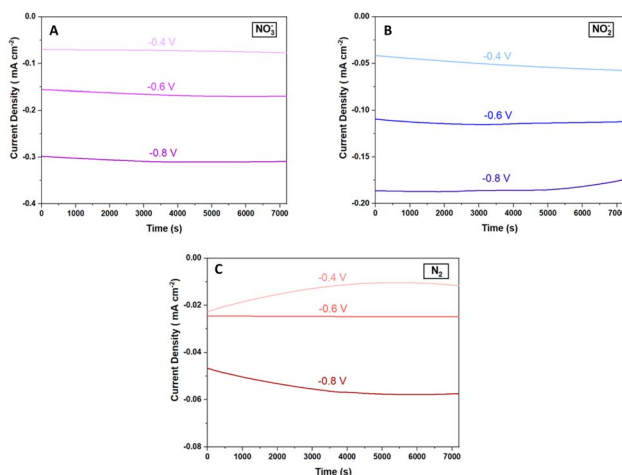 A
NO₃⁻
-0.4 V
-0.6 V
-0.8 V
0.0
-0.1
-0.2
-0.3
-0.4
Current Density ( mA cm⁻²)
0 1000 2000 3000 4000 5000 6000 7000
Time (s)
B
NO₂⁻
-0.4 V
-0.6 V
-0.8 V
0.00
-0.05
-0.10
-0.15
-0.20
Current Density ( mA cm⁻²)
0 1000 2000 3000 4000 5000 6000 7000
Time (s)
C
N₂
-0.4 V
-0.6 V
-0.8 V
0.00
-0.02
-0.04
-0.06
-0.08
Current Density ( mA cm⁻²)
0 1000 2000 3000 4000 5000 6000 7000
Time (s)